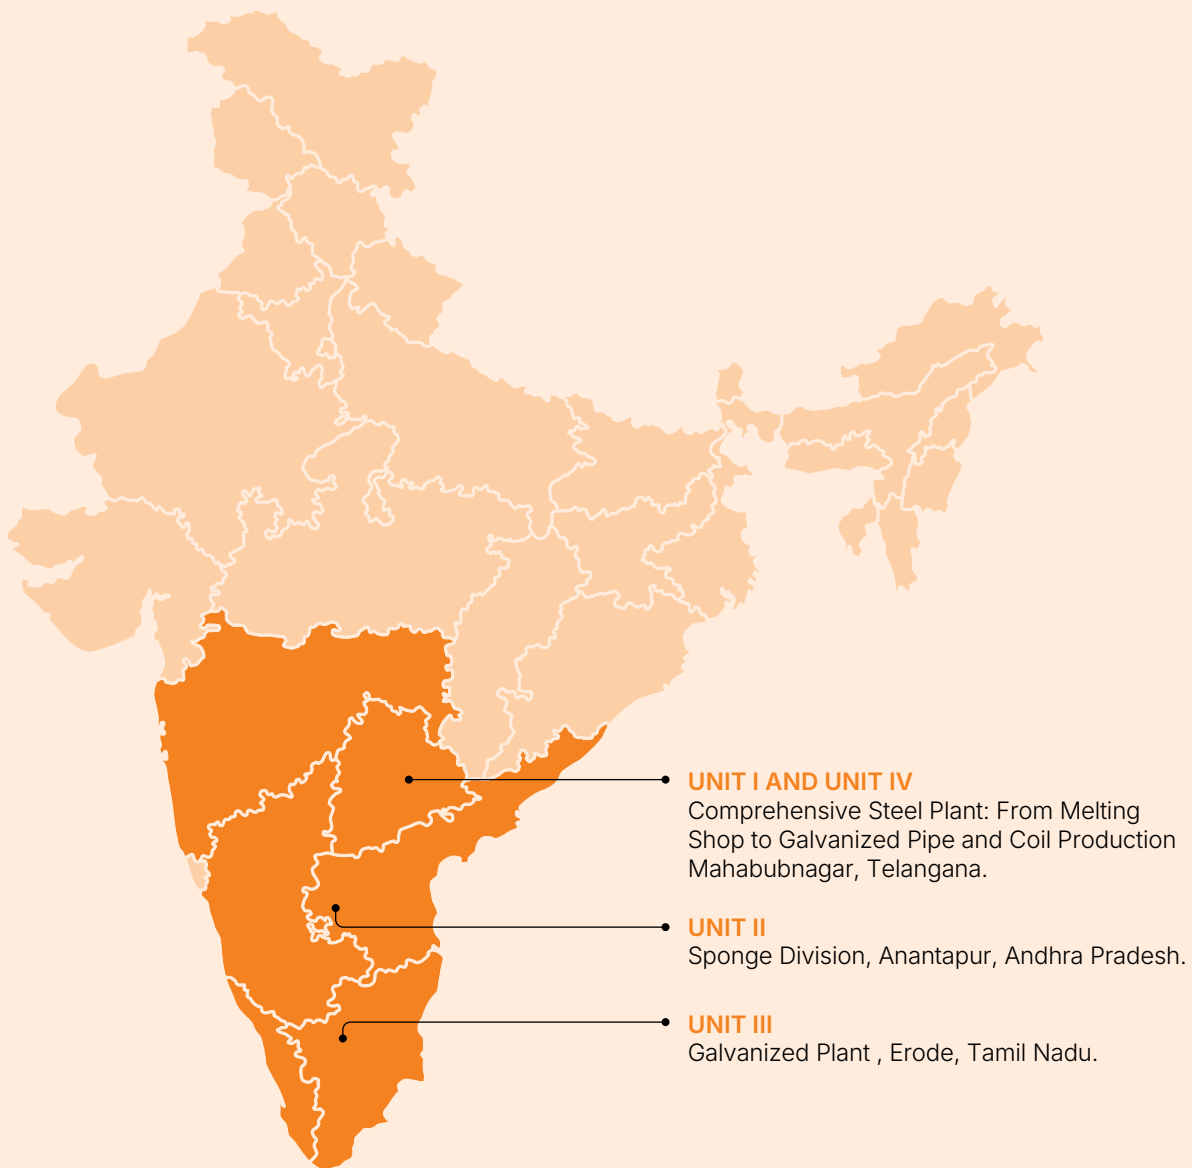 UNIT I AND UNIT IV
Comprehensive Steel Plant: From Melting
Shop to Galvanized Pipe and Coil Production
Mahabubnagar, Telangana.
UNIT II
Sponge Division, Anantapur, Andhra Pradesh.
UNIT III
Galvanized Plant , Erode, Tamil Nadu.